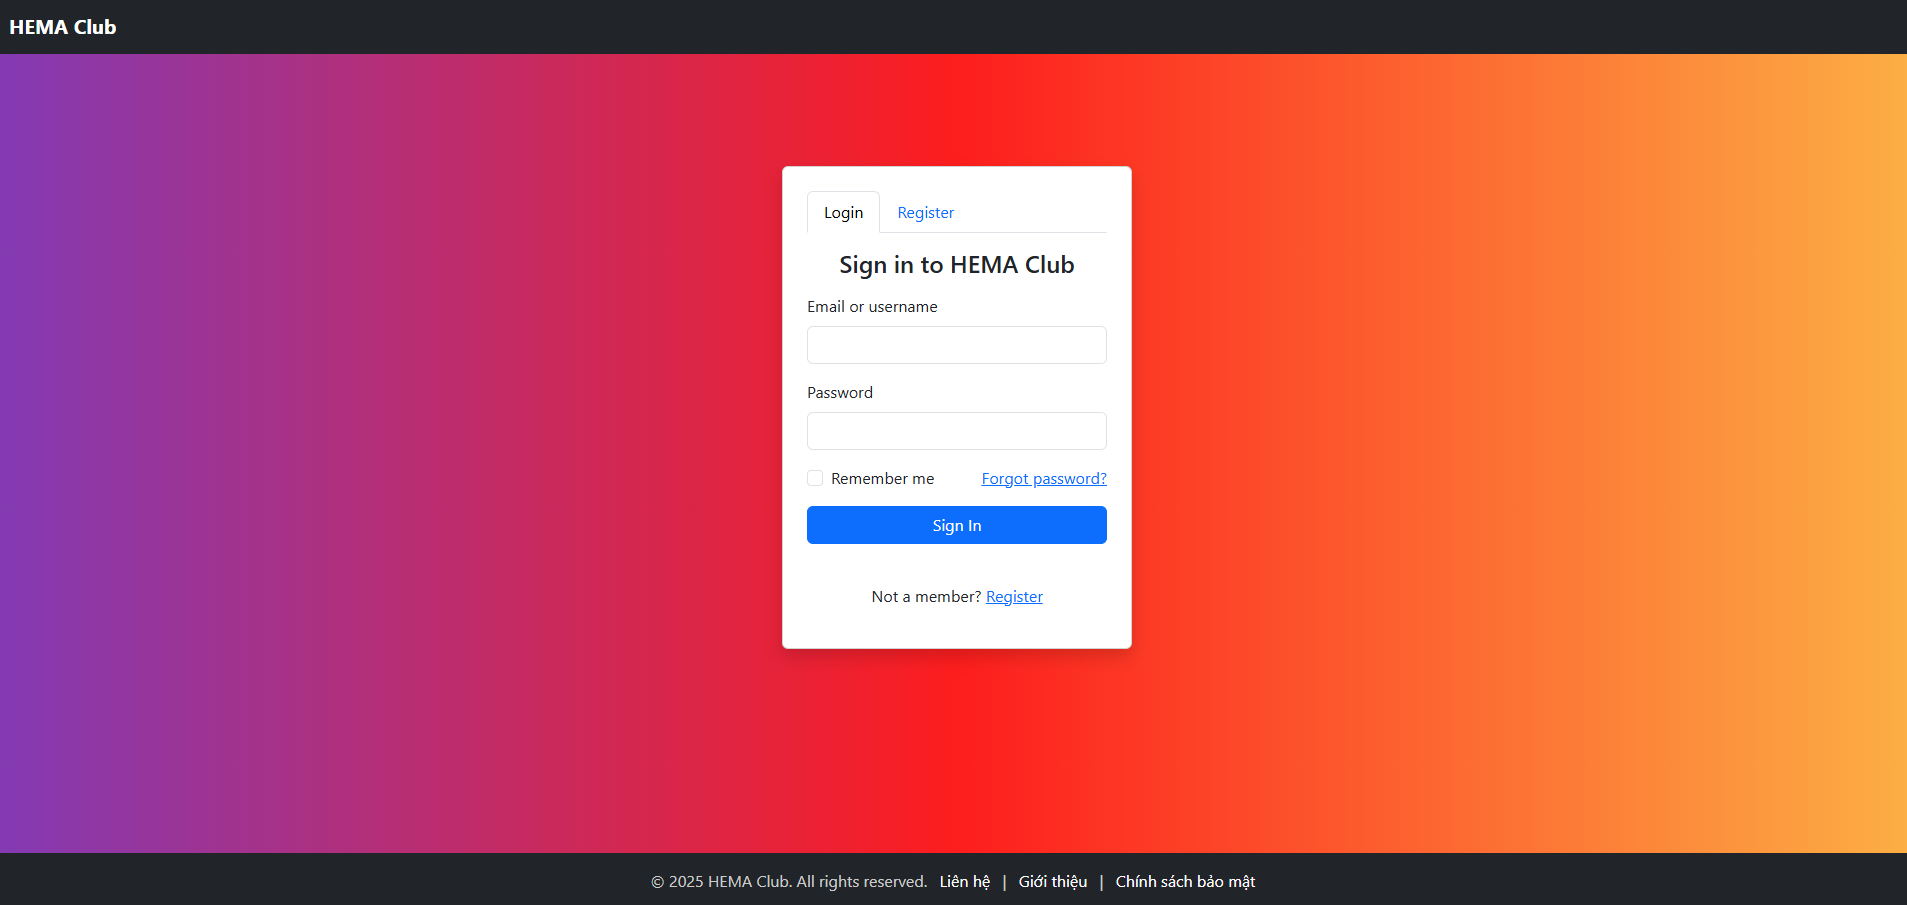 HEMA Club
Login Register
Sign in to HEMA Club
Email or username
Password
Remember me Forgot password?
Sign In
Not a member? Register
© 2025 HEMA Club. All rights reserved. Liên hệ | Giới thiệu | Chính sách bảo mật